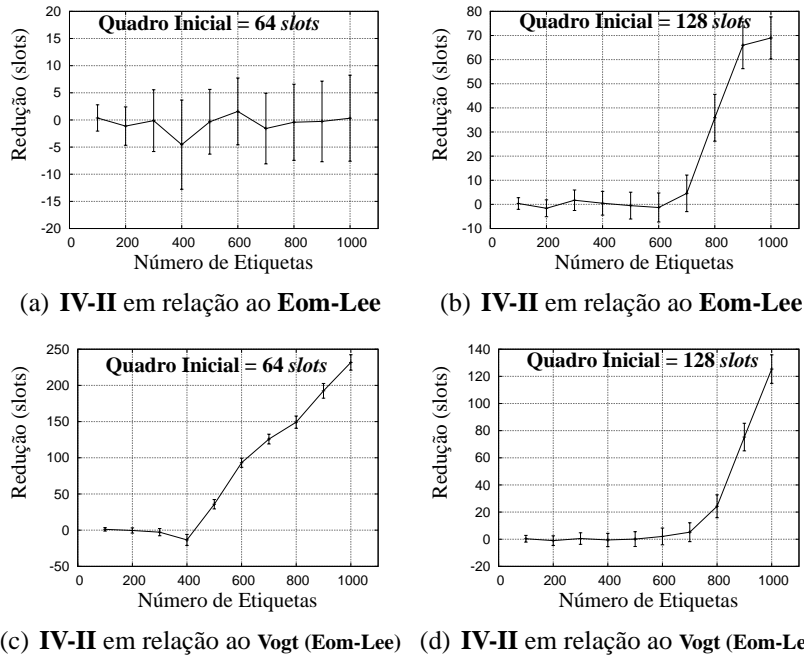 Quadro Inicial = 64 slots
20
15
10
5
0
-5
-10
-15
-20
Redução (slots)
0 200 400 600 800 1000
Número de Etiquetas
(a) IV-II em relação ao Eom-Lee
Quadro Inicial = 128 slots
80
70
60
50
40
30
20
10
0
-10
Redução (slots)
0 200 400 600 800 1000
Número de Etiquetas
(b) IV-II em relação ao Eom-Lee
Quadro Inicial = 64 slots
250
200
150
100
50
0
-50
Redução (slots)
0 200 400 600 800 1000
Número de Etiquetas
(c) IV-II em relação ao Vogt (Eom-Lee)
Quadro Inicial = 128 slots
140
120
100
80
60
40
20
0
-20
Redução (slots)
0 200 400 600 800 1000
Número de Etiquetas
(d) IV-II em relação ao Vogt (Eom-Le